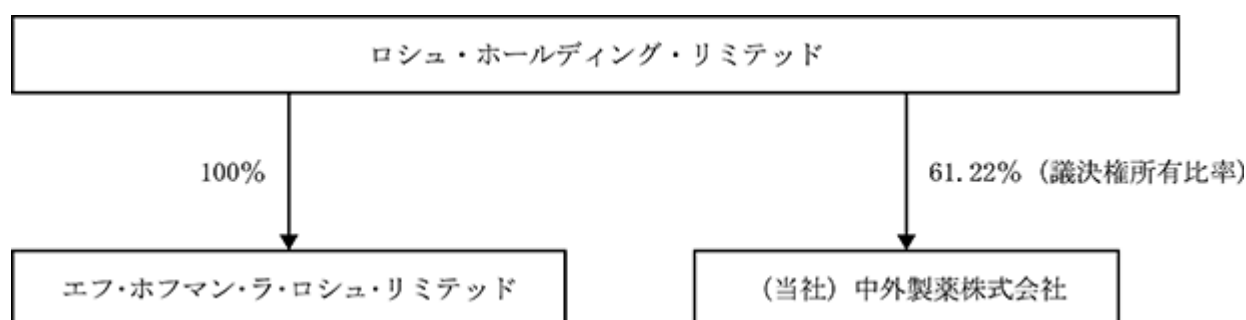 ロシュ・ホールディング・リミテッド
100%
61.22% (議決権所有比率)
エフ・ホフマン・ラ・ロシュ・リミテッド
(当社) 中外製薬株式会社